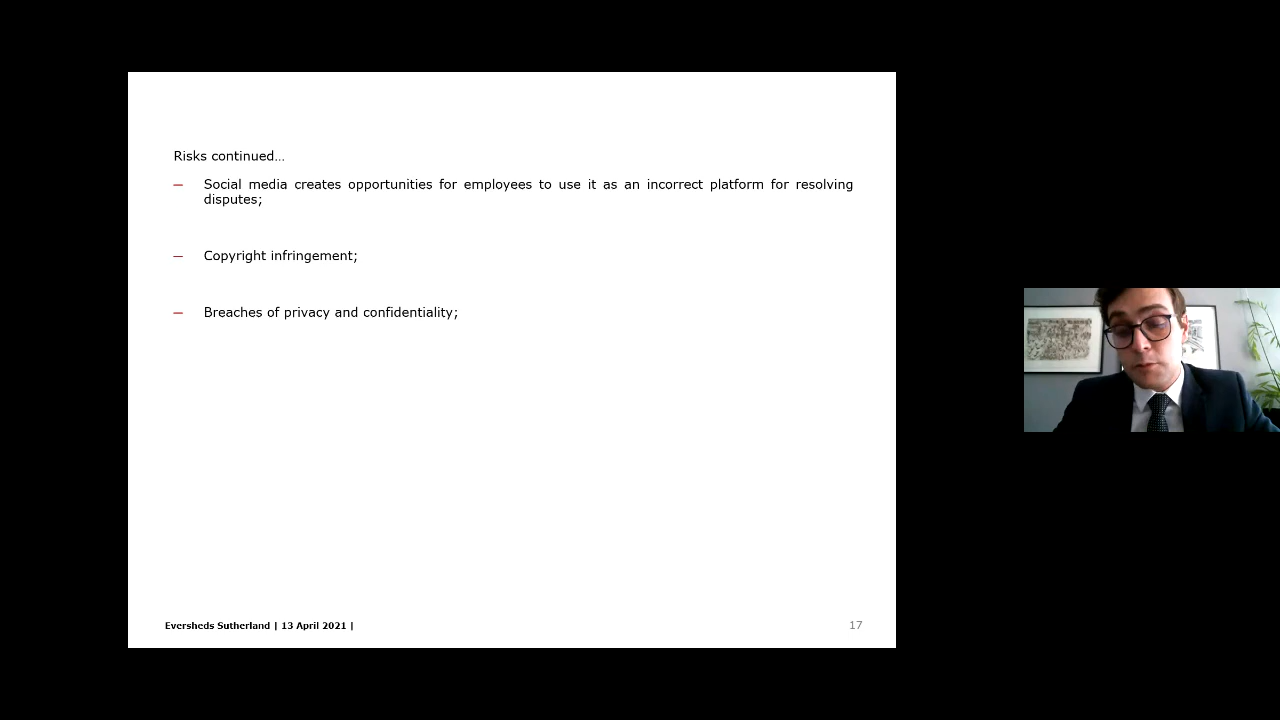 Risks continued…
— Social media creates opportunities for employees to use it as an incorrect platform for resolving
disputes;
— Copyright infringement;
— Breaches of privacy and confidentiality;
Eversheds Sutherland | 13 April 2021 |
17